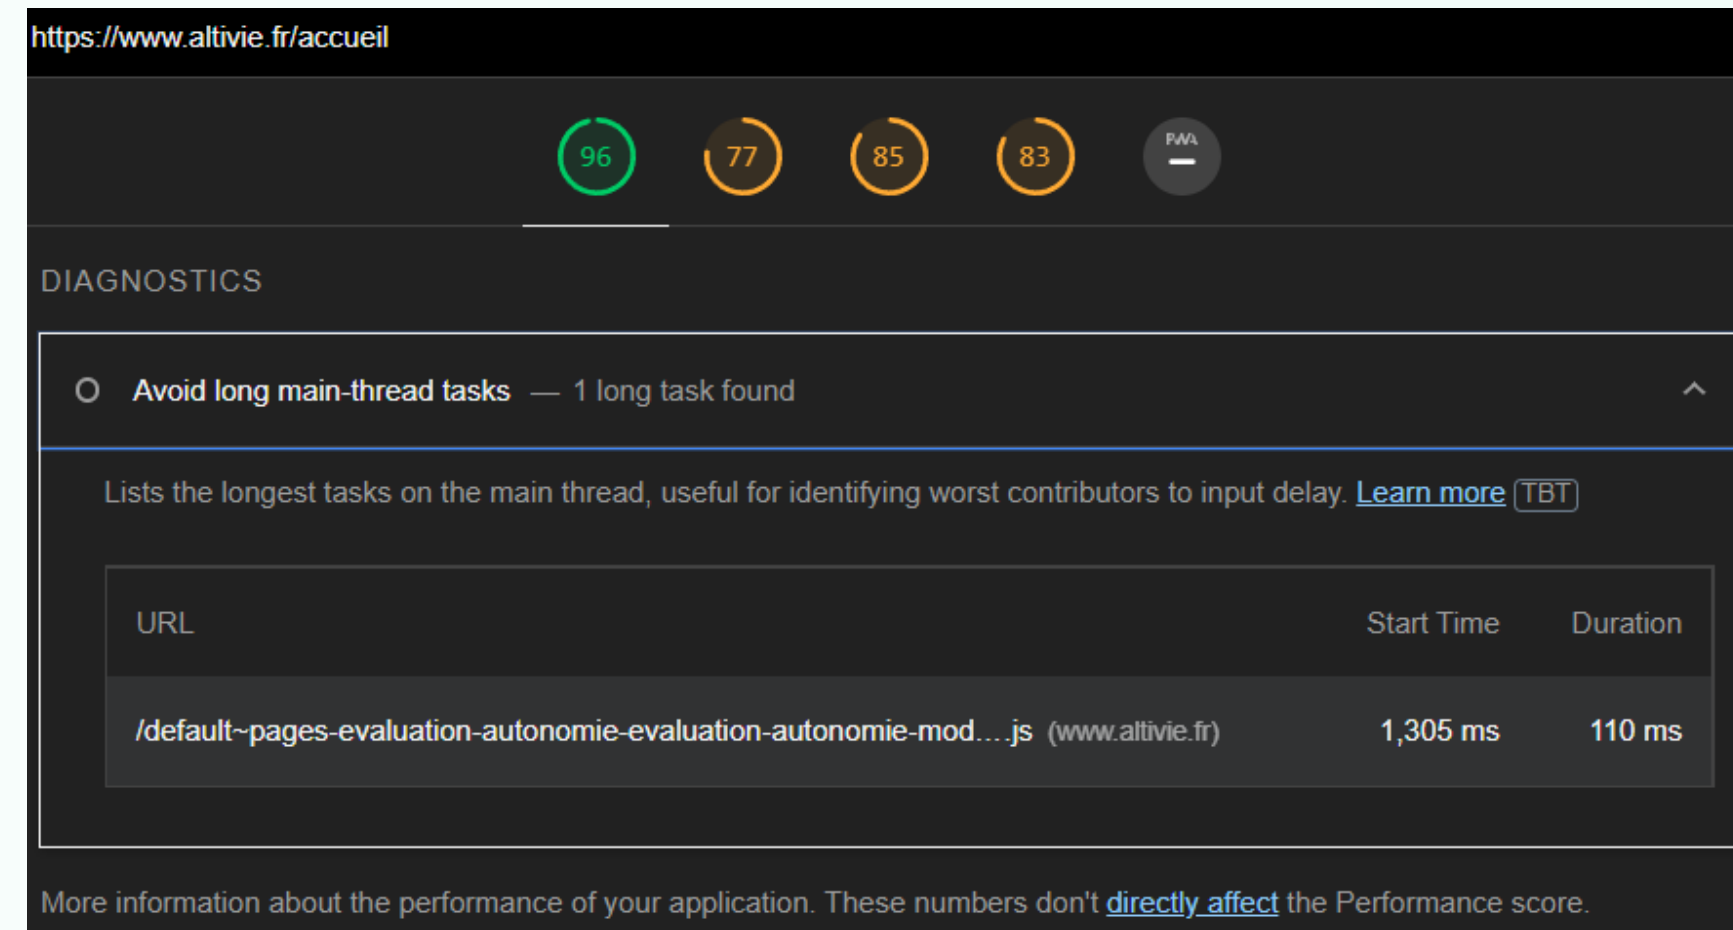 https://www.altivie.fr/accueil
96 77 85 83 PWA
DIAGNOSTICS
Avoid long main-thread tasks — 1 long task found
Lists the longest tasks on the main thread, useful for identifying worst contributors to input delay. Learn more TBT
URL Start Time Duration
/default~pages-evaluation-autonomie-evaluation-autonomie-mod….js (www.altivie.fr) 1,305 ms 110 ms
More information about the performance of your application. These numbers don't directly affect the Performance score.